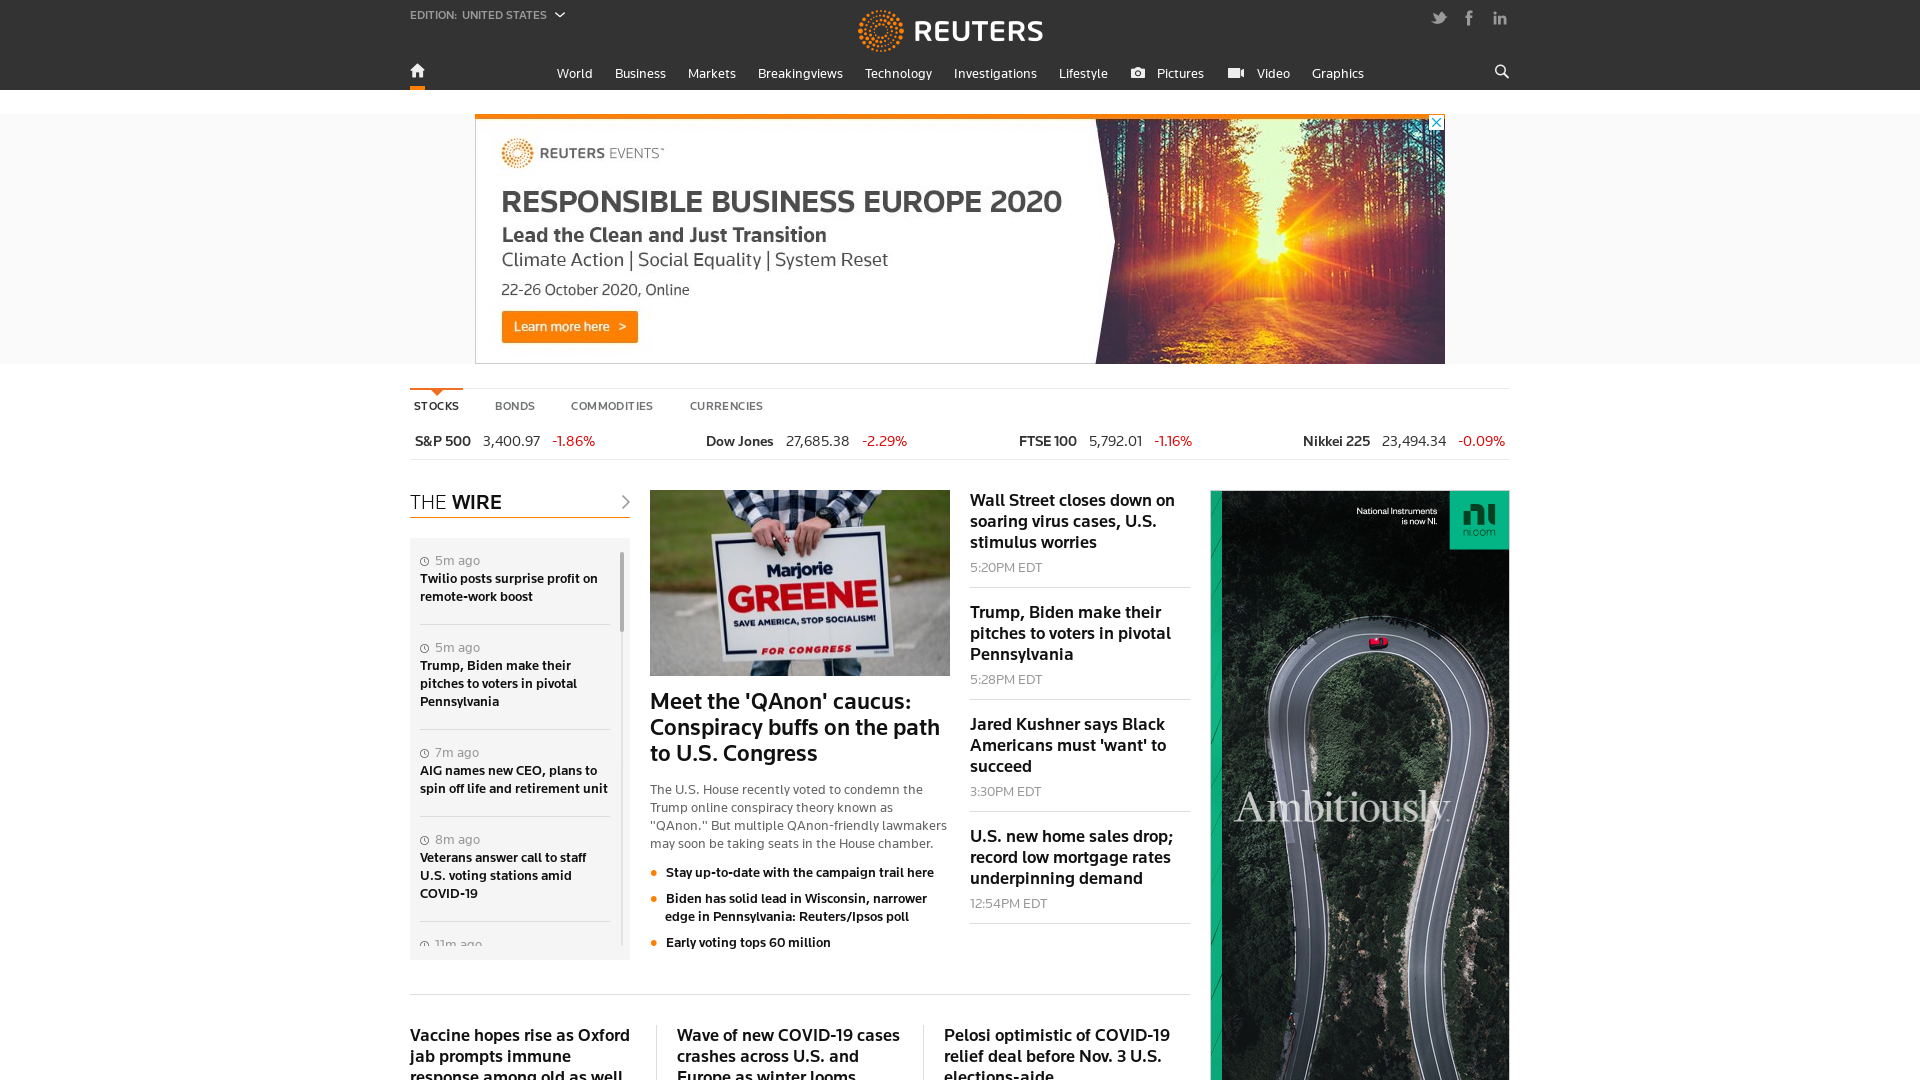 EDITION: UNITED STATES
REUTERS
World Business Markets Breakingviews Technology Investigations Lifestyle Pictures Video Graphics
REUTERS EVENTS™
RESPONSIBLE BUSINESS EUROPE 2020
Lead the Clean and Just Transition
Climate Action | Social Equality | System Reset
22-26 October 2020, Online
Learn more here >
STOCKS BONDS COMMODITIES CURRENCIES
S&P 500 3,400.97 -1.86% Dow Jones 27,685.38 -2.29% FTSE 100 5,792.01 -1.16% Nikkei 225 23,494.34 -0.09%
THE WIRE
5m ago
Twilio posts surprise profit on
remote-work boost
5m ago
Trump, Biden make their
pitches to voters in pivotal
Pennsylvania
7m ago
AIG names new CEO, plans to
spin off life and retirement unit
8m ago
Veterans answer call to staff
U.S. voting stations amid
COVID-19
11m ago
Marjorie
GREENE
SAVE AMERICA, STOP SOCIALISM!
FOR CONGRESS
Meet the 'QAnon' caucus:
Conspiracy buffs on the path
to U.S. Congress
The U.S. House recently voted to condemn the
Trump online conspiracy theory known as
"QAnon." But multiple QAnon-friendly lawmakers
may soon be taking seats in the House chamber.
Stay up-to-date with the campaign trail here
Biden has solid lead in Wisconsin, narrower
edge in Pennsylvania: Reuters/Ipsos poll
Early voting tops 60 million
Wall Street closes down on
soaring virus cases, U.S.
stimulus worries
5:20PM EDT
Trump, Biden make their
pitches to voters in pivotal
Pennsylvania
5:28PM EDT
Jared Kushner says Black
Americans must 'want' to
succeed
3:30PM EDT
U.S. new home sales drop;
record low mortgage rates
underpinning demand
12:54PM EDT
National Instruments
is now NI.
ni
ni.com
Ambitiously.
Vaccine hopes rise as Oxford
jab prompts immune
response among old as well
Wave of new COVID-19 cases
crashes across U.S. and
Europe as winter looms
Pelosi optimistic of COVID-19
relief deal before Nov. 3 U.S.
elections-aide